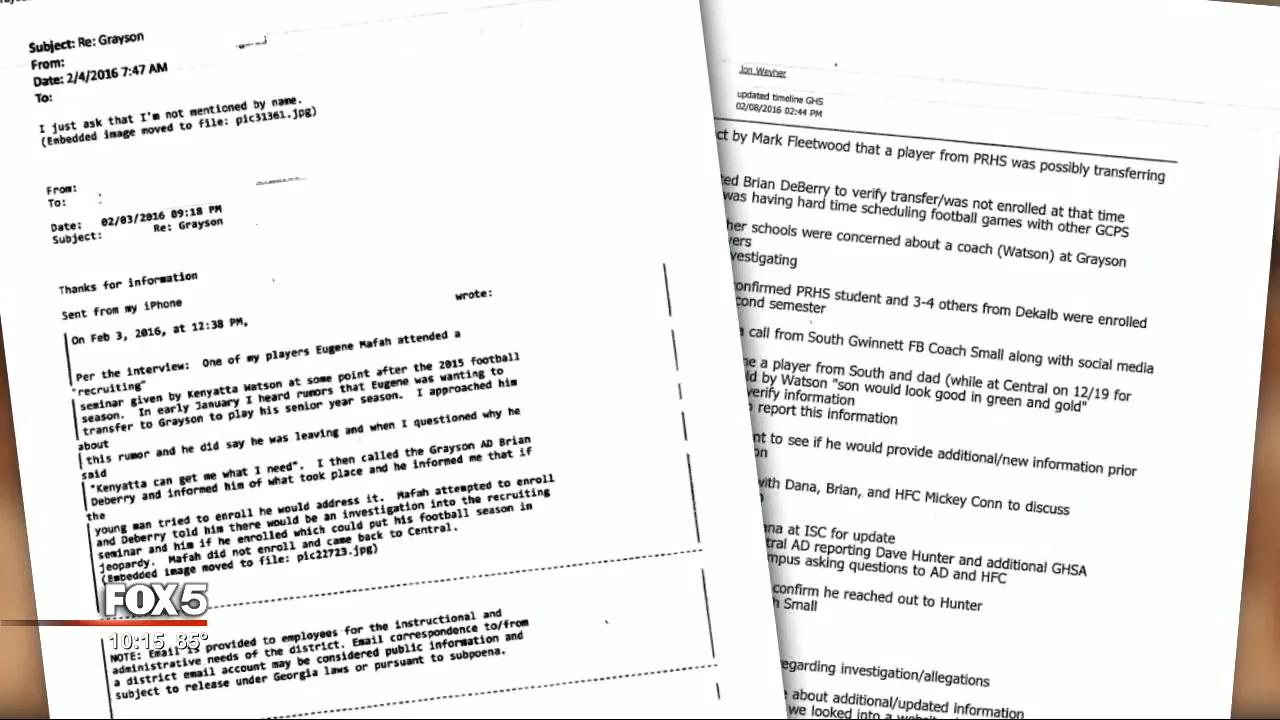 Subject: Re: Grayson
From:
Date: 2/4/2016 7:47 AM
To:
I just ask that I'm not mentioned by name.
(Embedded image moved to file: pic31361.jpg)
From:
To:
Date: 02/03/2016 09:18 PM
Subject: Re: Grayson
Thanks for information
Sent from my iPhone
wrote:
On Feb 3, 2016, at 12:38 PM,
Per the interview: One of my players Eugene Mafah attended a
"recruiting"
seminar given by Kenyatta Watson at some point after the 2015 football
season. In early January I heard rumors that Eugene was wanting to
transfer to Grayson to play his senior year season. I approached him
about
this rumor and he did say he was leaving and when I questioned why he
said
"Kenyatta can get me what I need". I then called the Grayson AD Brian
Deberry and informed him of what took place and he informed me that if
the
young man tried to enroll he would address it. Mafah attempted to enroll
and Deberry told him there would be an investigation into the recruiting
seminar and him if he enrolled which could put his football season in
jeopardy. Mafah did not enroll and came back to Central.
(Embedded image moved to file: pic22723.jpg)
NOTE: Email is provided to employees for the instructional and
administrative needs of the district. Email correspondence to/from
a district email account may be considered public information and
subject to release under Georgia laws or pursuant to subpoena.
FOX5
10:15 85°
Jon Weyher
updated timeline GHS
02/08/2016 02:44 PM
ct by Mark Fleetwood that a player from PRHS was possibly transferring
ted Brian DeBerry to verify transfer/was not enrolled at that time
was having hard time scheduling football games with other GCPS
her schools were concerned about a coach (Watson) at Grayson
yers
vestigating
onfirmed PRHS student and 3-4 others from Dekalb were enrolled
cond semester
a call from South Gwinnett FB Coach Small along with social media
me a player from South and dad (while at Central on 12/19 for
ld by Watson "son would look good in green and gold"
verify information
report this information
nt to see if he would provide additional/new information prior
on
with Dana, Brian, and HFC Mickey Conn to discuss
ana at ISC for update
tral AD reporting Dave Hunter and additional GHSA
mpus asking questions to AD and HFC
confirm he reached out to Hunter
h Small
egarding investigation/allegations
about additional/updated information
we looked into a